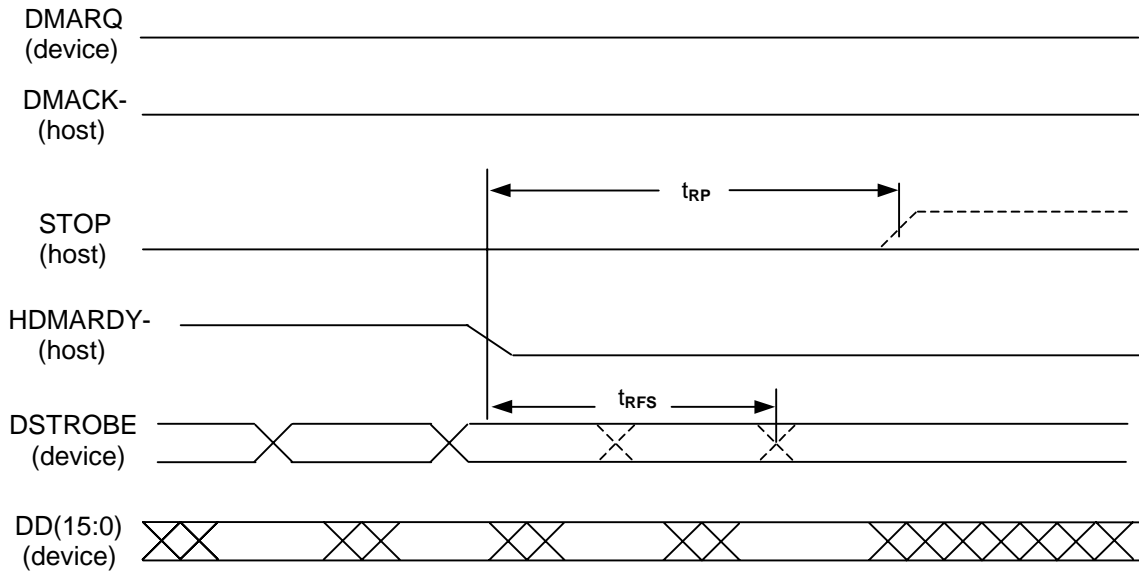 DMARQ
(device)
DMACK-
(host)
tRP
STOP
(host)
HDMARDY-
(host)
tRFS
DSTROBE
(device)
DD(15:0)
(device)